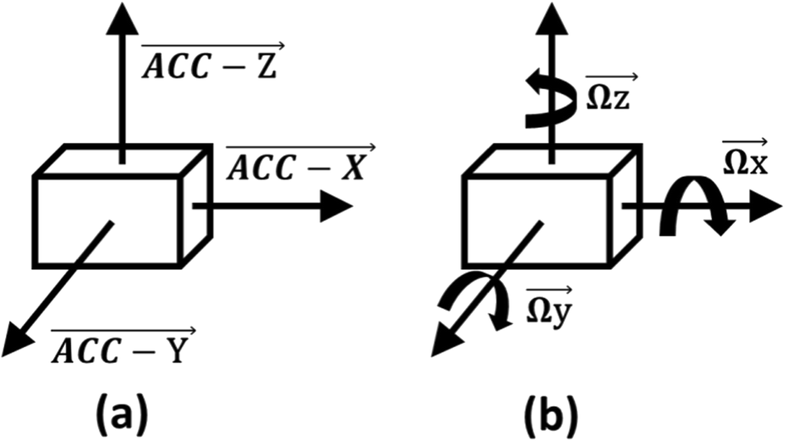 ACC - Z
ACC - X
ACC - Y
(a)
Ωz
Ωx
Ωy
(b)